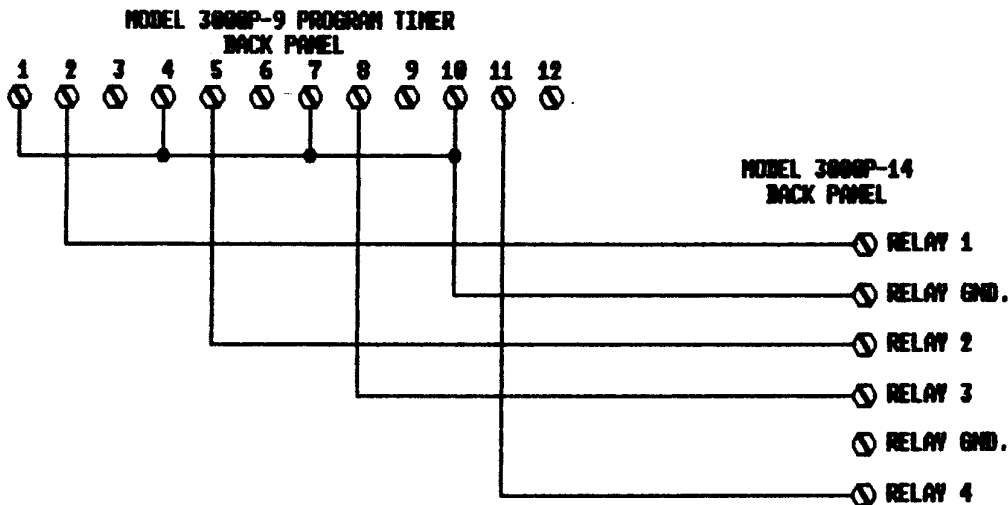 MODEL 3000P-9 PROGRAM TIMER
BACK PANEL
1 2 3 4 5 6 7 8 9 10 11 12
MODEL 3000P-14
BACK PANEL
RELAY 1
RELAY GND.
RELAY 2
RELAY 3
RELAY GND.
RELAY 4